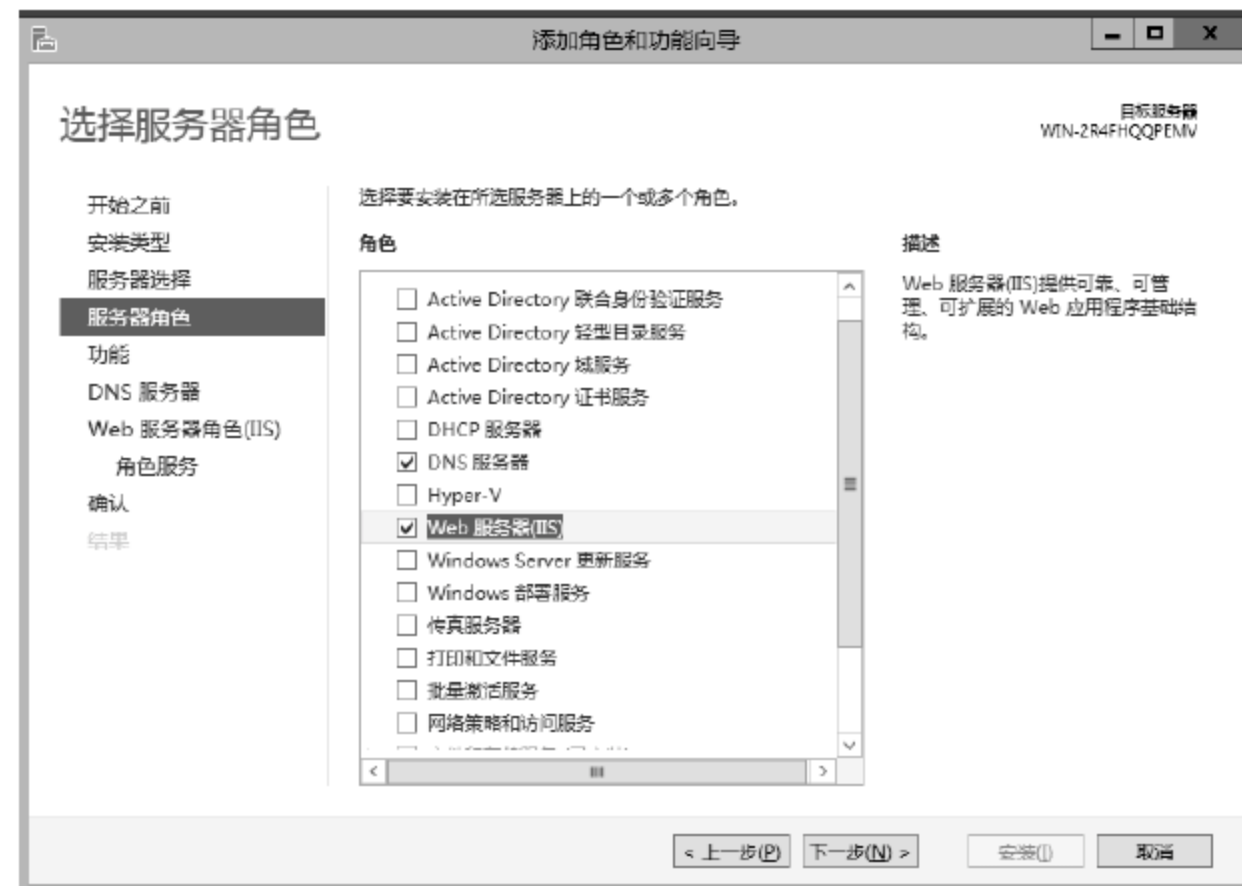 添加角色和功能向导
选择服务器角色
目标服务器
WIN-2R4FHQQPEMV
开始之前
安装类型
服务器选择
服务器角色
功能
DNS 服务器
Web 服务器角色(IIS)
角色服务
确认
结果
选择要安装在所选服务器上的一个或多个角色。
角色
Active Directory 联合身份验证服务
Active Directory 轻型目录服务
Active Directory 域服务
Active Directory 证书服务
DHCP 服务器
DNS 服务器
Hyper-V
Web 服务器(IIS)
Windows Server 更新服务
Windows 部署服务
传真服务器
打印和文件服务
批量激活服务
网络策略和访问服务
描述
Web 服务器(IIS)提供可靠、可管
理、可扩展的 Web 应用程序基础结
构。
< 上一步(P)
下一步(N) >
安装(I)
取消